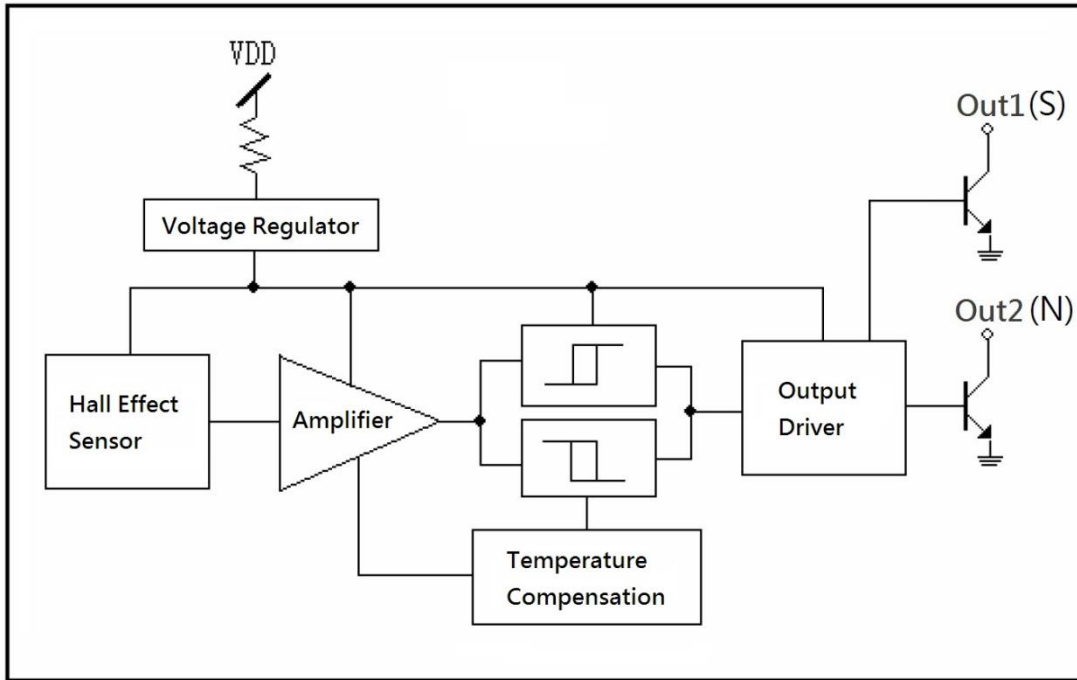 VDD
Out1(S)
Voltage Regulator
Out2(N)
Hall Effect
Sensor
Amplifier
Output
Driver
Temperature
Compensation